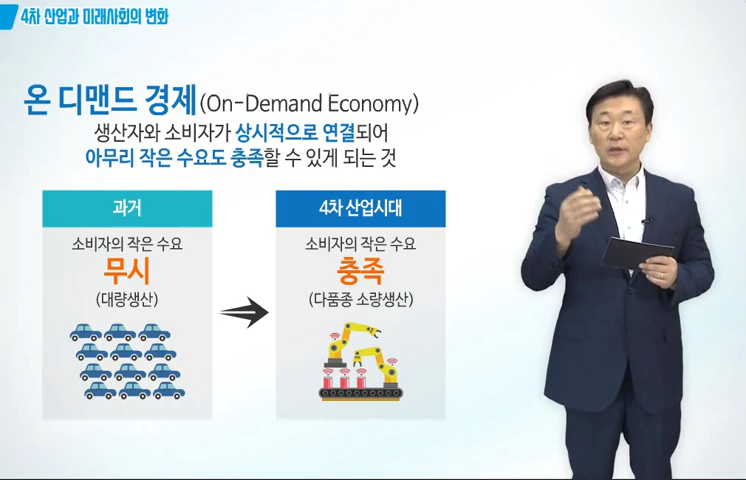 4차 산업과 미래사회의 변화
온 디맨드 경제(On-Demand Economy)
생산자와 소비자가 상시적으로 연결되어
아무리 작은 수요도 충족할 수 있게 되는 것
과거
소비자의 작은 수요
무시
(대량생산)
4차 산업시대
소비자의 작은 수요
충족
(다품종 소량생산)